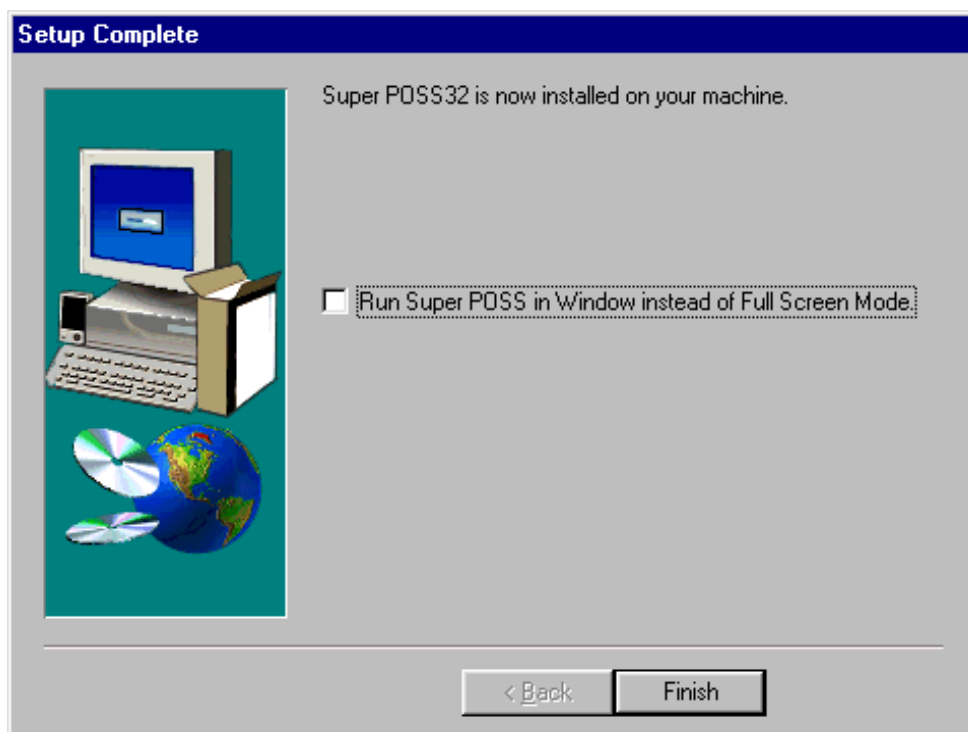 Setup Complete
Super POSS32 is now installed on your machine.
Run Super POSS in Window instead of Full Screen Mode.
< Back
Finish